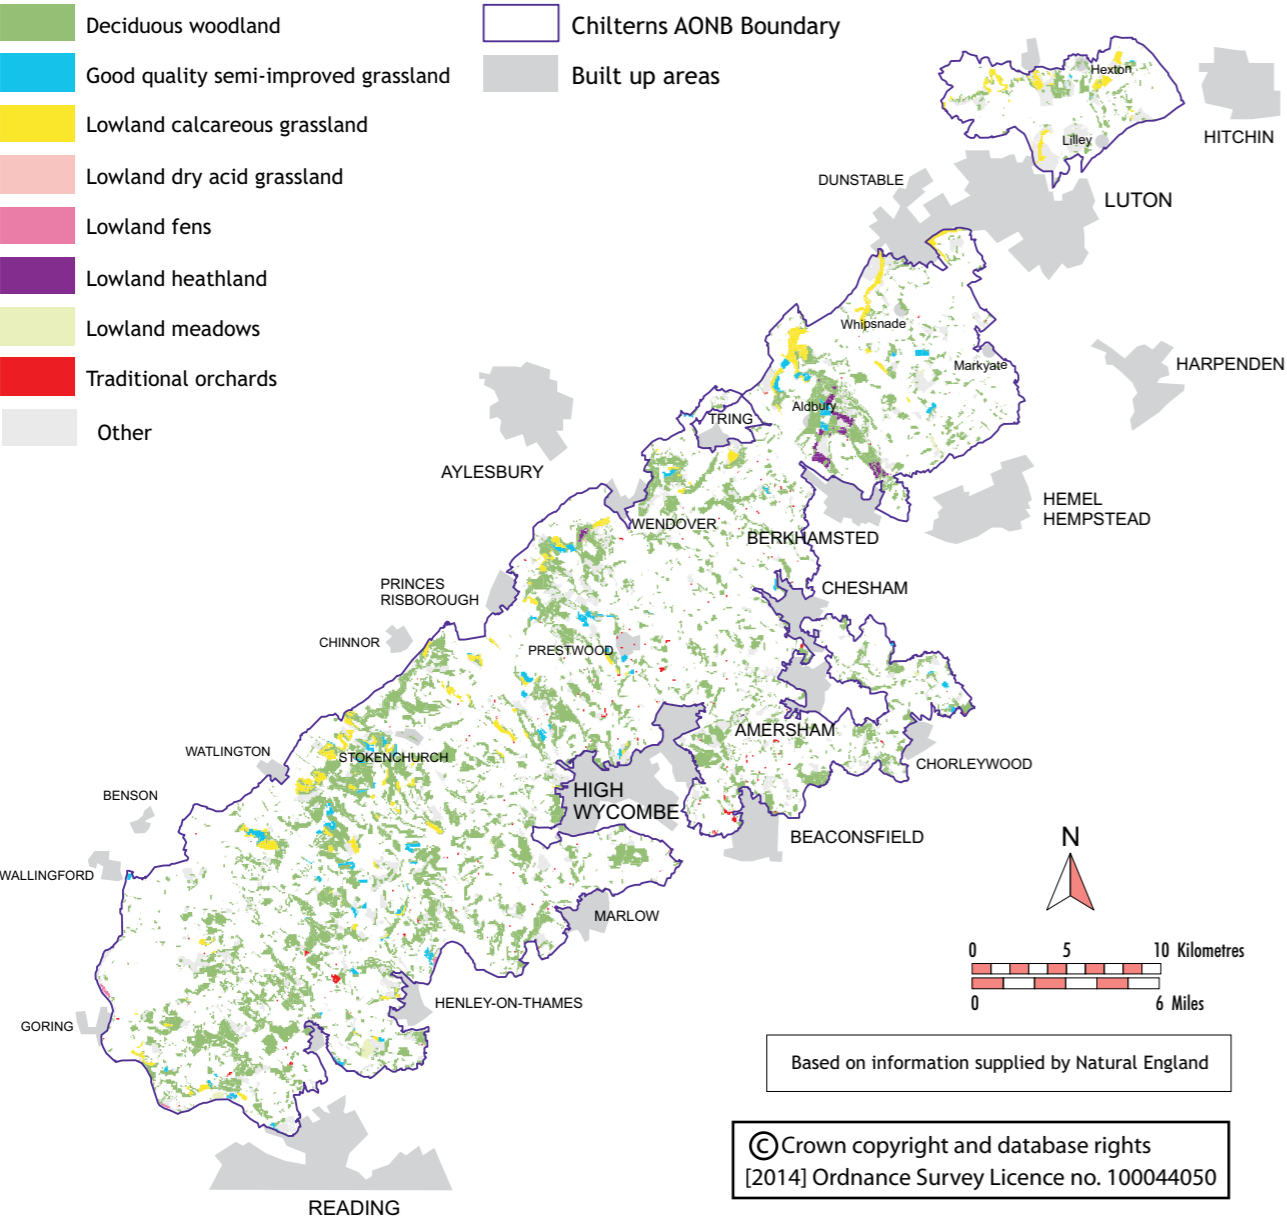 Deciduous woodland
Good quality semi-improved grassland
Lowland calcareous grassland
Lowland dry acid grassland
Lowland fens
Lowland heathland
Lowland meadows
Traditional orchards
Other
Chilterns AONB Boundary
Built up areas
Hexton
HITCHIN
Lilley
DUNSTABLE
LUTON
Whipsnade
Markyate
HARPENDEN
Aldbury
TRING
AYLESBURY
HEMEL
HEMPSTEAD
WENDOVER
BERKHAMSTED
PRINCES
RISBOROUGH
CHESHAM
CHINNOR
PRESTWOOD
AMERSHAM
WATLINGTON
STOKENCHURCH
CHORLEYWOOD
BENSON
HIGH
WYCOMBE
BEACONSFIELD
WALLINGFORD
MARLOW
HENLEY-ON-THAMES
GORING
READING
N
0 5 10 Kilometres
0 6 Miles
Based on information supplied by Natural England
© Crown copyright and database rights
[2014] Ordnance Survey Licence no. 100044050